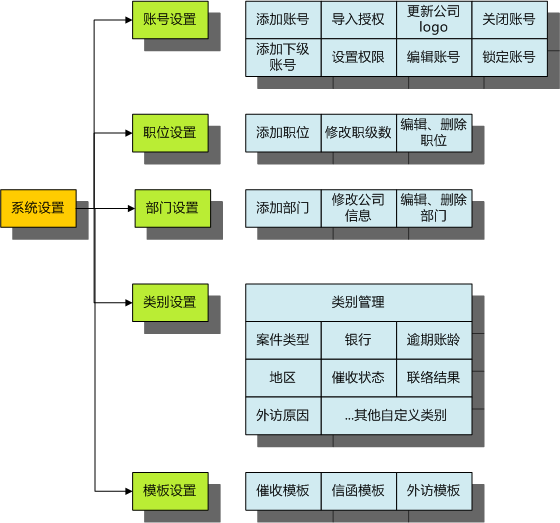 账号设置
添加账号
导入授权
更新公司
logo
关闭账号
添加下级
账号
设置权限
编辑账号
锁定账号
职位设置
添加职位
修改职级数
编辑、删除
职位
系统设置
部门设置
添加部门
修改公司
信息
编辑、删除
部门
类别设置
类别管理
案件类型
银行
逾期账龄
地区
催收状态
联络结果
外访原因
...其他自定义类别
模板设置
催收模板
信函模板
外访模板